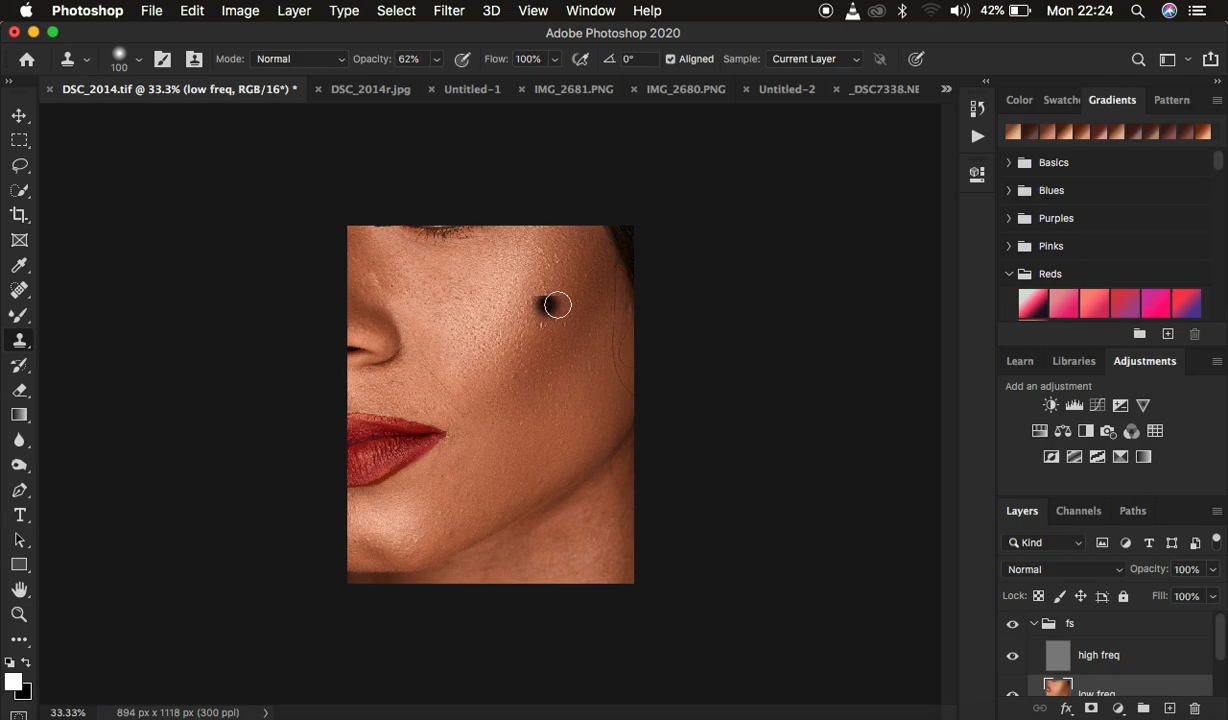 Photoshop File Edit Image Layer Type Select Filter 3D View Window Help 42% Mon 22:24
Adobe Photoshop 2020
100 Mode: Normal Opacity: 62% Flow: 100% 0° Aligned Sample: Current Layer
DSC_2014.tif @ 33.3% (low freq, RGB/16*) * DSC_2014r.jpg Untitled-1 IMG_2681.PNG IMG_2680.PNG Untitled-2 _DSC7338.NE
Color Swatche Gradients Pattern
Basics
Blues
Purples
Pinks
Reds
Learn Libraries Adjustments
Add an adjustment
Layers Channels Paths
Kind
Normal Opacity: 100%
Lock: Fill: 100%
fs
high freq
low freq
33.33% 894 px x 1118 px (300 ppi)